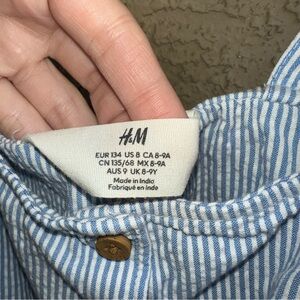 H&M
EUR 134 US 8 CA 8-9A
CN 135/68 MX 8-9A
AUS 9 UK 8-9Y
Made in India
Fabriqué en Inde